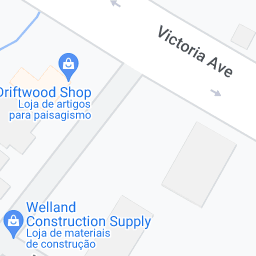 Victoria Ave
Driftwood Shop
Loja de artigos
para paisagismo
Welland
Construction Supply
Loja de materiais
de construção